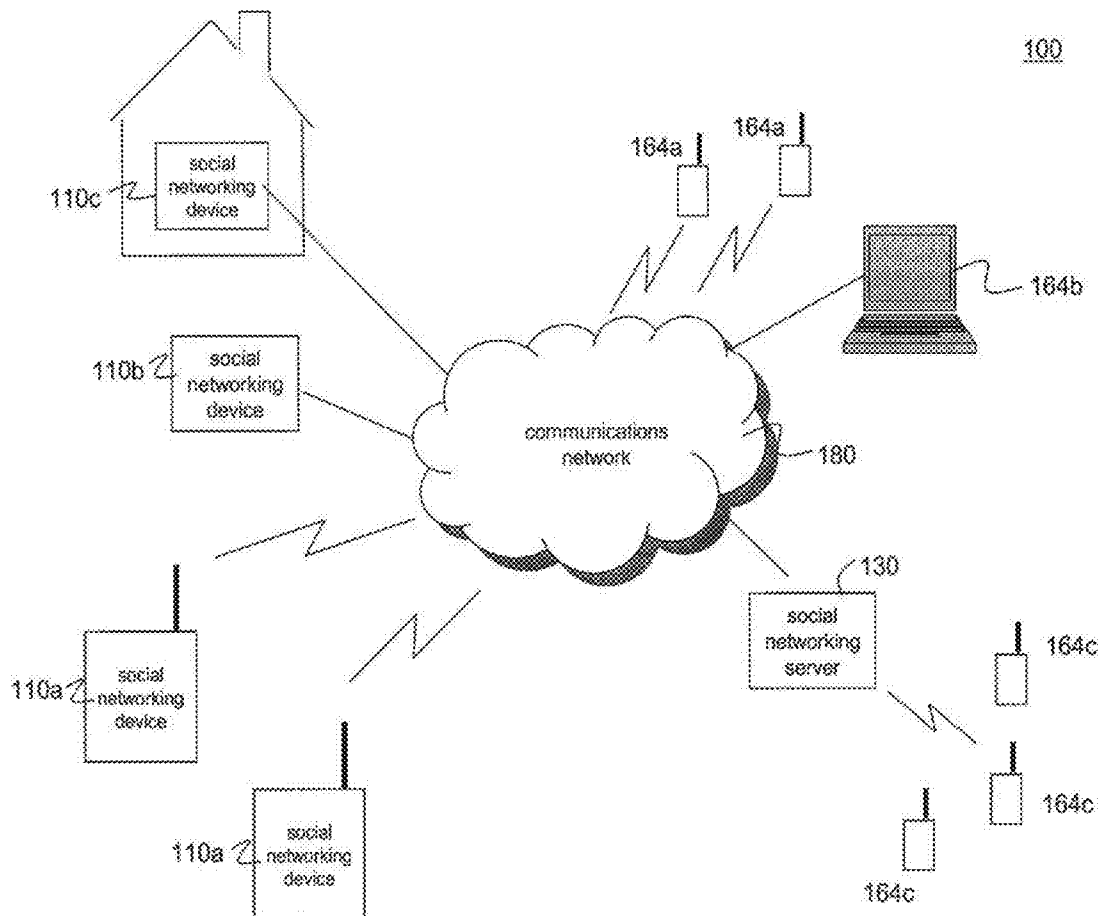 100
164a
164a
social
networking
device
110c
164b
social
networking
device
110b
communications
network
180
130
social
networking
server
164c
social
networking
device
110a
164c
social
networking
device
110a
164c